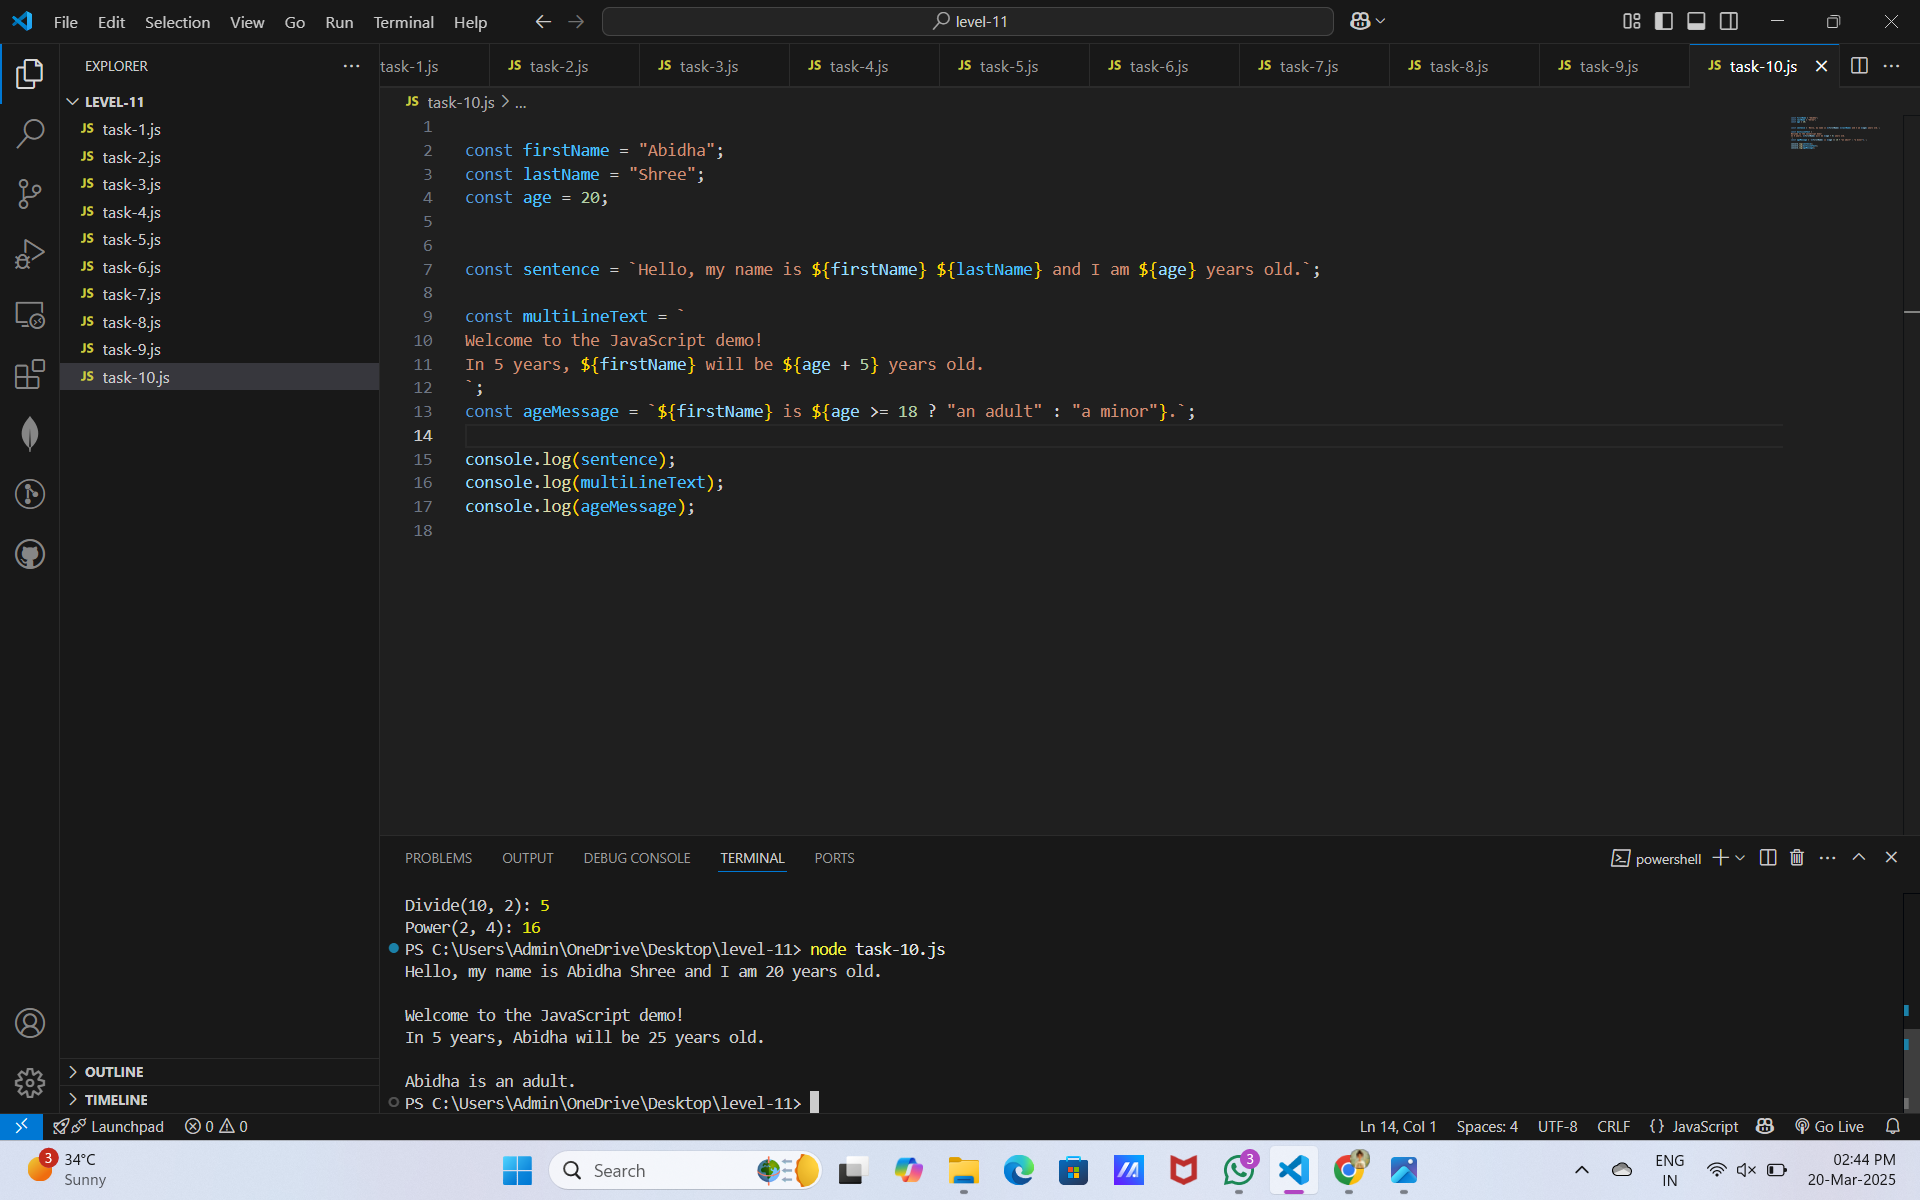 File Edit Selection View Go Run Terminal Help
level-11
EXPLORER
LEVEL-11
JS task-1.js
JS task-2.js
JS task-3.js
JS task-4.js
JS task-5.js
JS task-6.js
JS task-7.js
JS task-8.js
JS task-9.js
JS task-10.js
OUTLINE
TIMELINE
task-1.js JS task-2.js JS task-3.js JS task-4.js JS task-5.js JS task-6.js JS task-7.js JS task-8.js JS task-9.js JS task-10.js
JS task-10.js > ...
1
2 const firstName = "Abidha";
3 const lastName = "Shree";
4 const age = 20;
5
6
7 const sentence = `Hello, my name is ${firstName} ${lastName} and I am ${age} years old.`;
8
9 const multiLineText = `
10 Welcome to the JavaScript demo!
11 In 5 years, ${firstName} will be ${age + 5} years old.
12 `;
13 const ageMessage = `${firstName} is ${age >= 18 ? "an adult" : "a minor"}.`;
14
15 console.log(sentence);
16 console.log(multiLineText);
17 console.log(ageMessage);
18
PROBLEMS OUTPUT DEBUG CONSOLE TERMINAL PORTS
powershell
Divide(10, 2): 5
Power(2, 4): 16
PS C:\Users\Admin\OneDrive\Desktop\level-11> node task-10.js
Hello, my name is Abidha Shree and I am 20 years old.
Welcome to the JavaScript demo!
In 5 years, Abidha will be 25 years old.
Abidha is an adult.
PS C:\Users\Admin\OneDrive\Desktop\level-11>
Launchpad 0 0
Ln 14, Col 1 Spaces: 4 UTF-8 CRLF {} JavaScript Go Live
3
34°C
Sunny
Search
3
ENG
IN
02:44 PM
20-Mar-2025